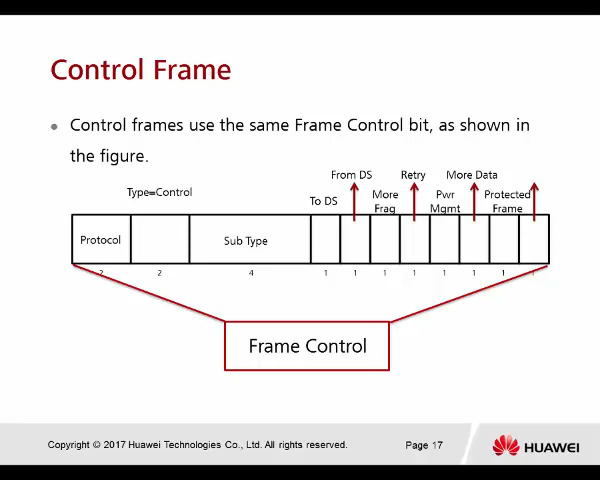 Control Frame
Control frames use the same Frame Control bit, as shown in
the figure.
From DS Retry More Data
Type=Control More Pwr Protected
To DS Frag Mgmt Frame
Protocol Sub Type
2 2 4 1 1 1 1 1 1 1 1
Frame Control
Copyright © 2017 Huawei Technologies Co., Ltd. All rights reserved. Page 17 HUAWEI